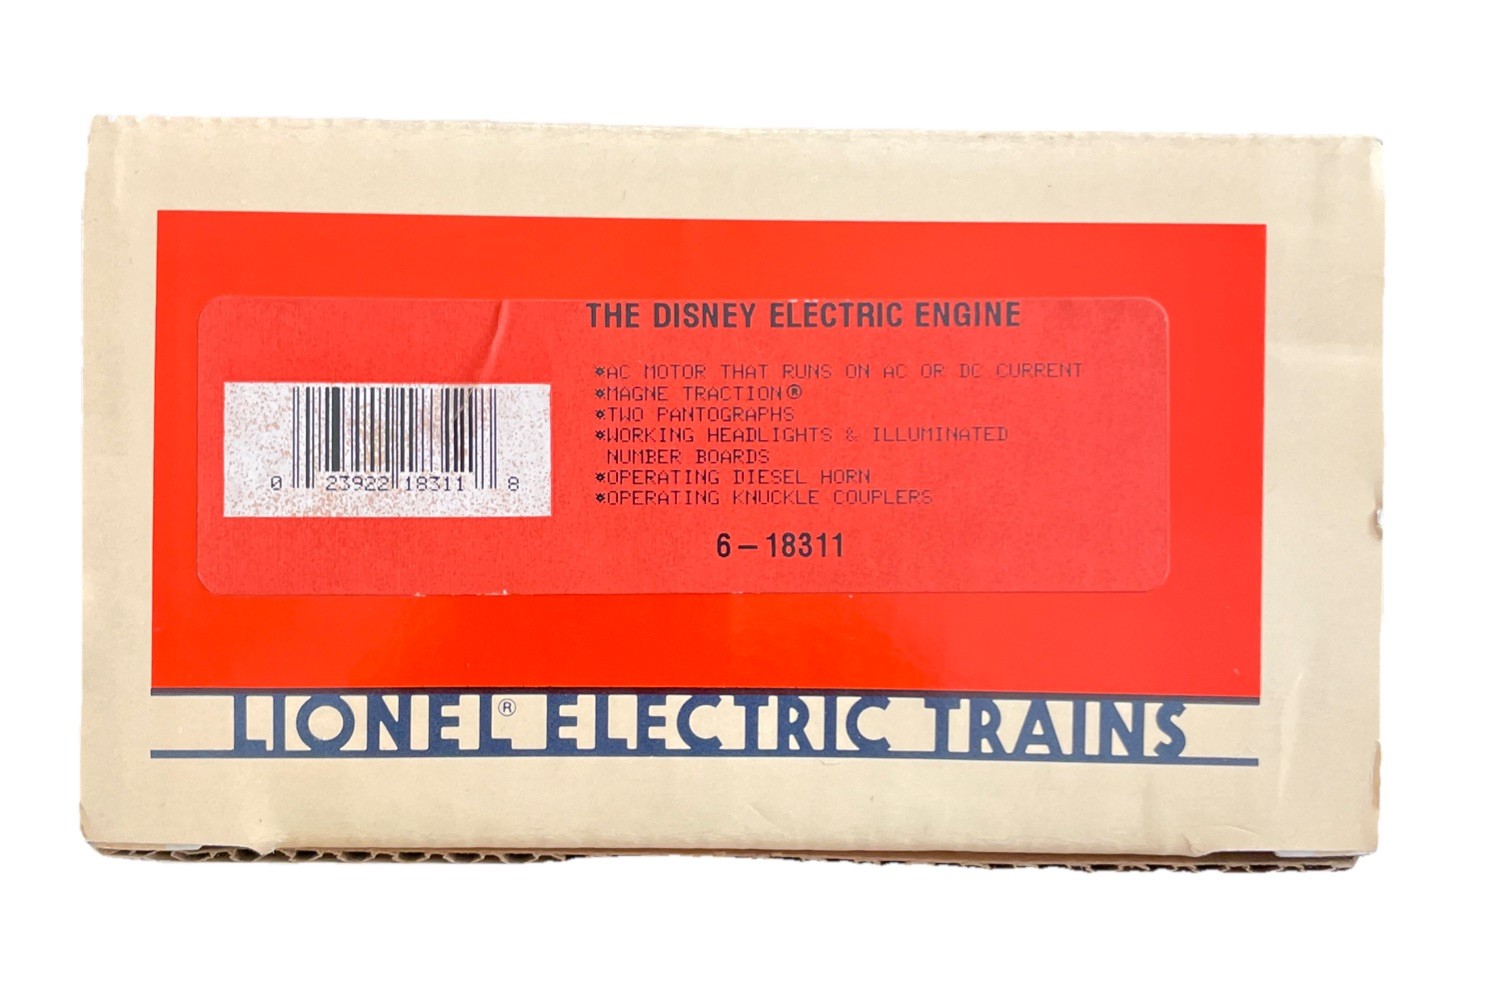 THE DISNEY ELECTRIC ENGINE
*AC MOTOR THAT RUNS ON AC OR DC CURRENT
*MAGNE TRACTION®
*TWO PANTOGRAPHS
*WORKING HEADLIGHTS & ILLUMINATED
NUMBER BOARDS
*OPERATING DIESEL HORN
*OPERATING KNUCKLE COUPLERS
0 23922 18311 8
6-18311
LIONEL® ELECTRIC TRAINS